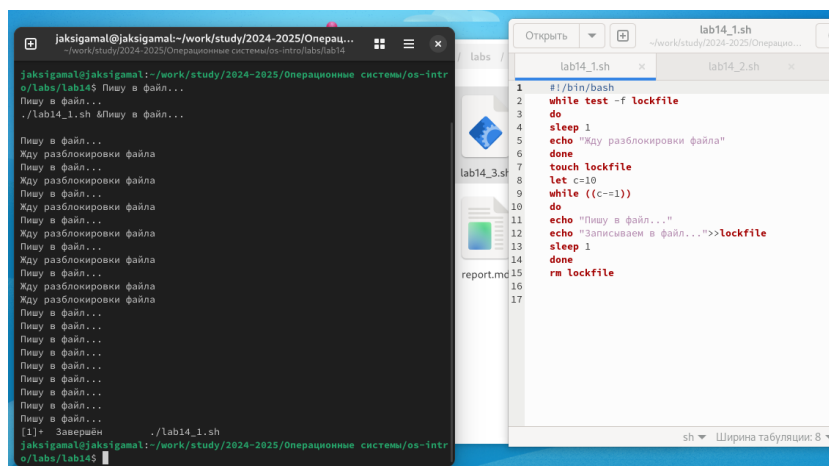 jaksigamal@jaksigamal:~/work/study/2024-2025/Операц...
~/work/study/2024-2025/Операционные системы/os-intro/labs/lab14
jaksigamal@jaksigamal:~/work/study/2024-2025/Операционные системы/os-intr
o/labs/lab14$ Пишу в файл...
Пишу в файл...
./lab14_1.sh &Пишу в файл...
Пишу в файл...
Жду разблокировки файла
Пишу в файл...
Жду разблокировки файла
Пишу в файл...
Жду разблокировки файла
Пишу в файл...
Жду разблокировки файла
Пишу в файл...
Жду разблокировки файла
Пишу в файл...
Жду разблокировки файла
Жду разблокировки файла
Пишу в файл...
Пишу в файл...
Пишу в файл...
Пишу в файл...
Пишу в файл...
Пишу в файл...
Пишу в файл...
Пишу в файл...
Пишу в файл...
[1]+  Завершён          ./lab14_1.sh
jaksigamal@jaksigamal:~/work/study/2024-2025/Операционные системы/os-intr
o/labs/lab14$
/ labs /
lab14_3.sh
report.md
Открыть
lab14_1.sh
~/work/study/2024-2025/Операцио...
lab14_1.sh
lab14_2.sh
1 #!/bin/bash
2 while test -f lockfile
3 do
4 sleep 1
5 echo "Жду разблокировки файла"
6 done
7 touch lockfile
8 let c=10
9 while ((c-=1))
10 do
11 echo "Пишу в файл..."
12 echo "Записываем в файл...">>lockfile
13 sleep 1
14 done
15 rm lockfile
16
17
sh
Ширина табуляции: 8